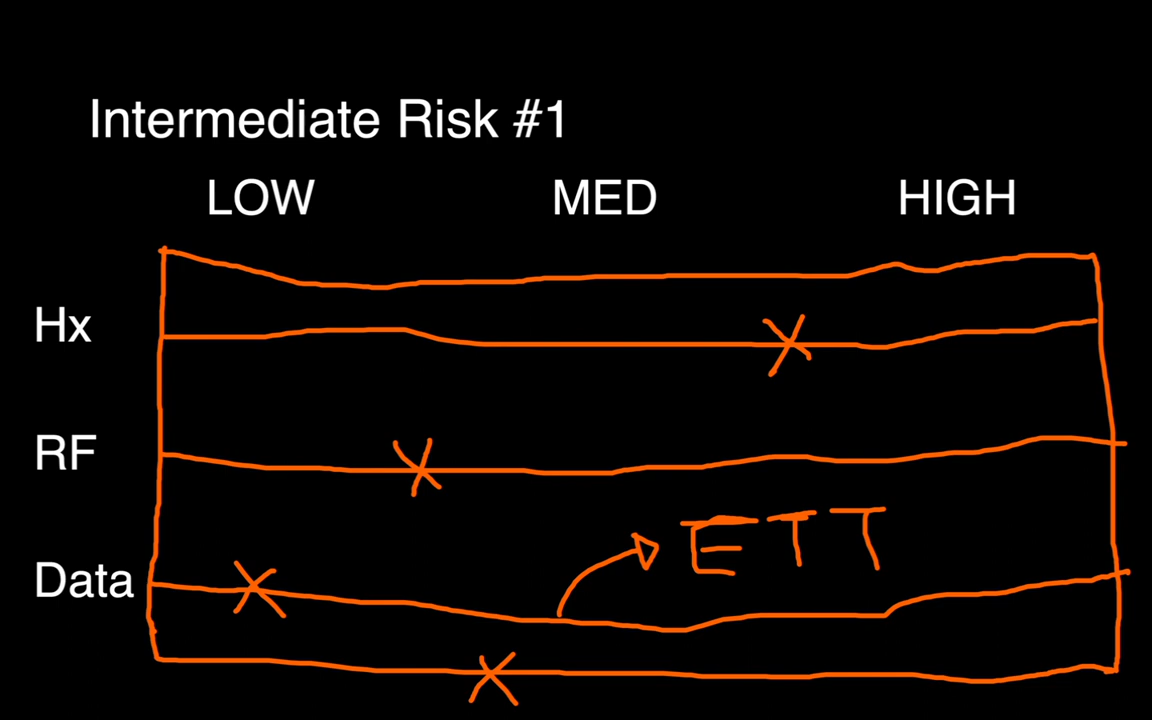 Intermediate Risk #1
LOW MED HIGH
Hx
X
RF
X
ETT
Data
X
X